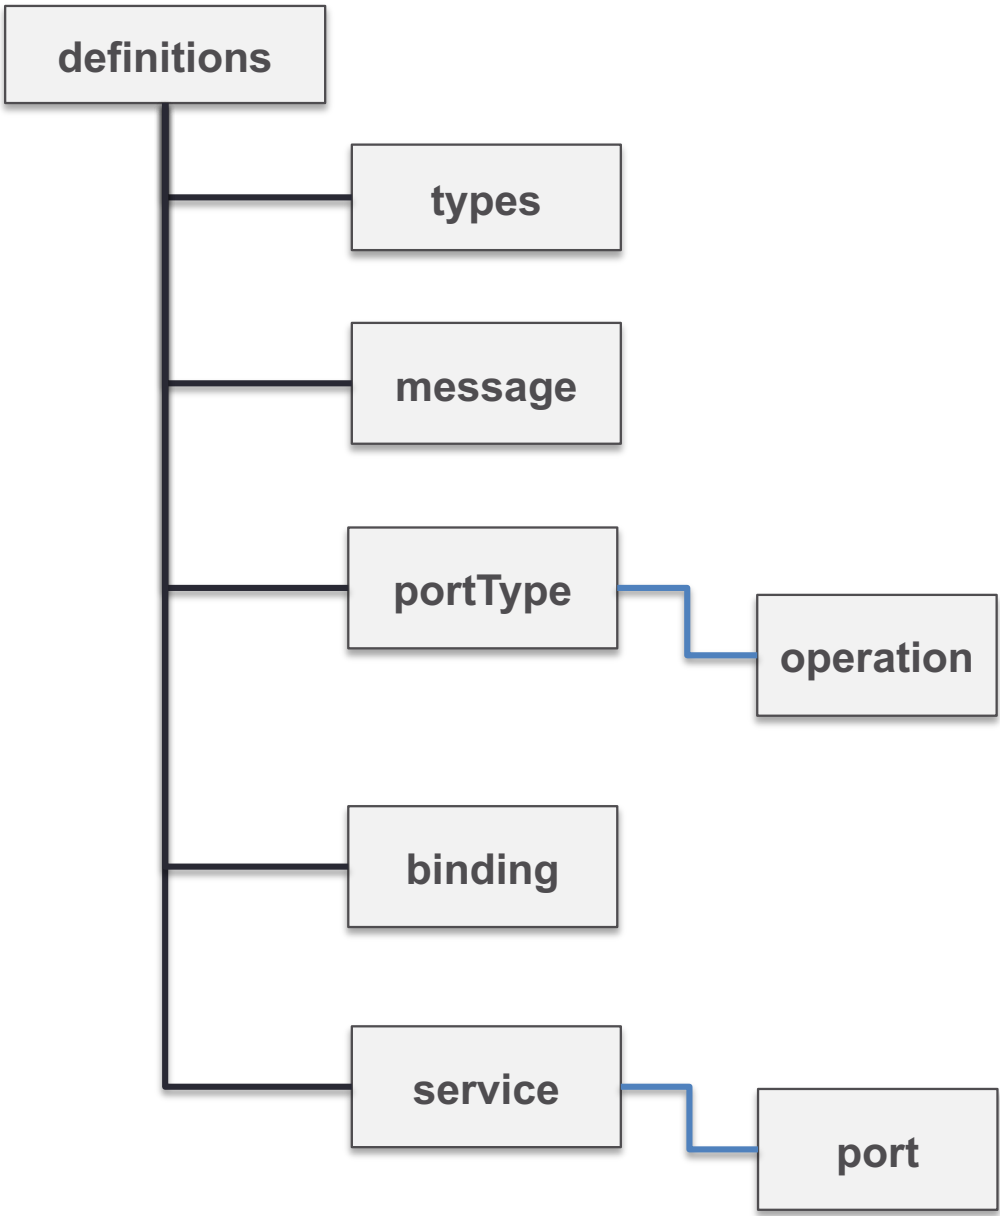 definitions
types
message
portType
operation
binding
service
port